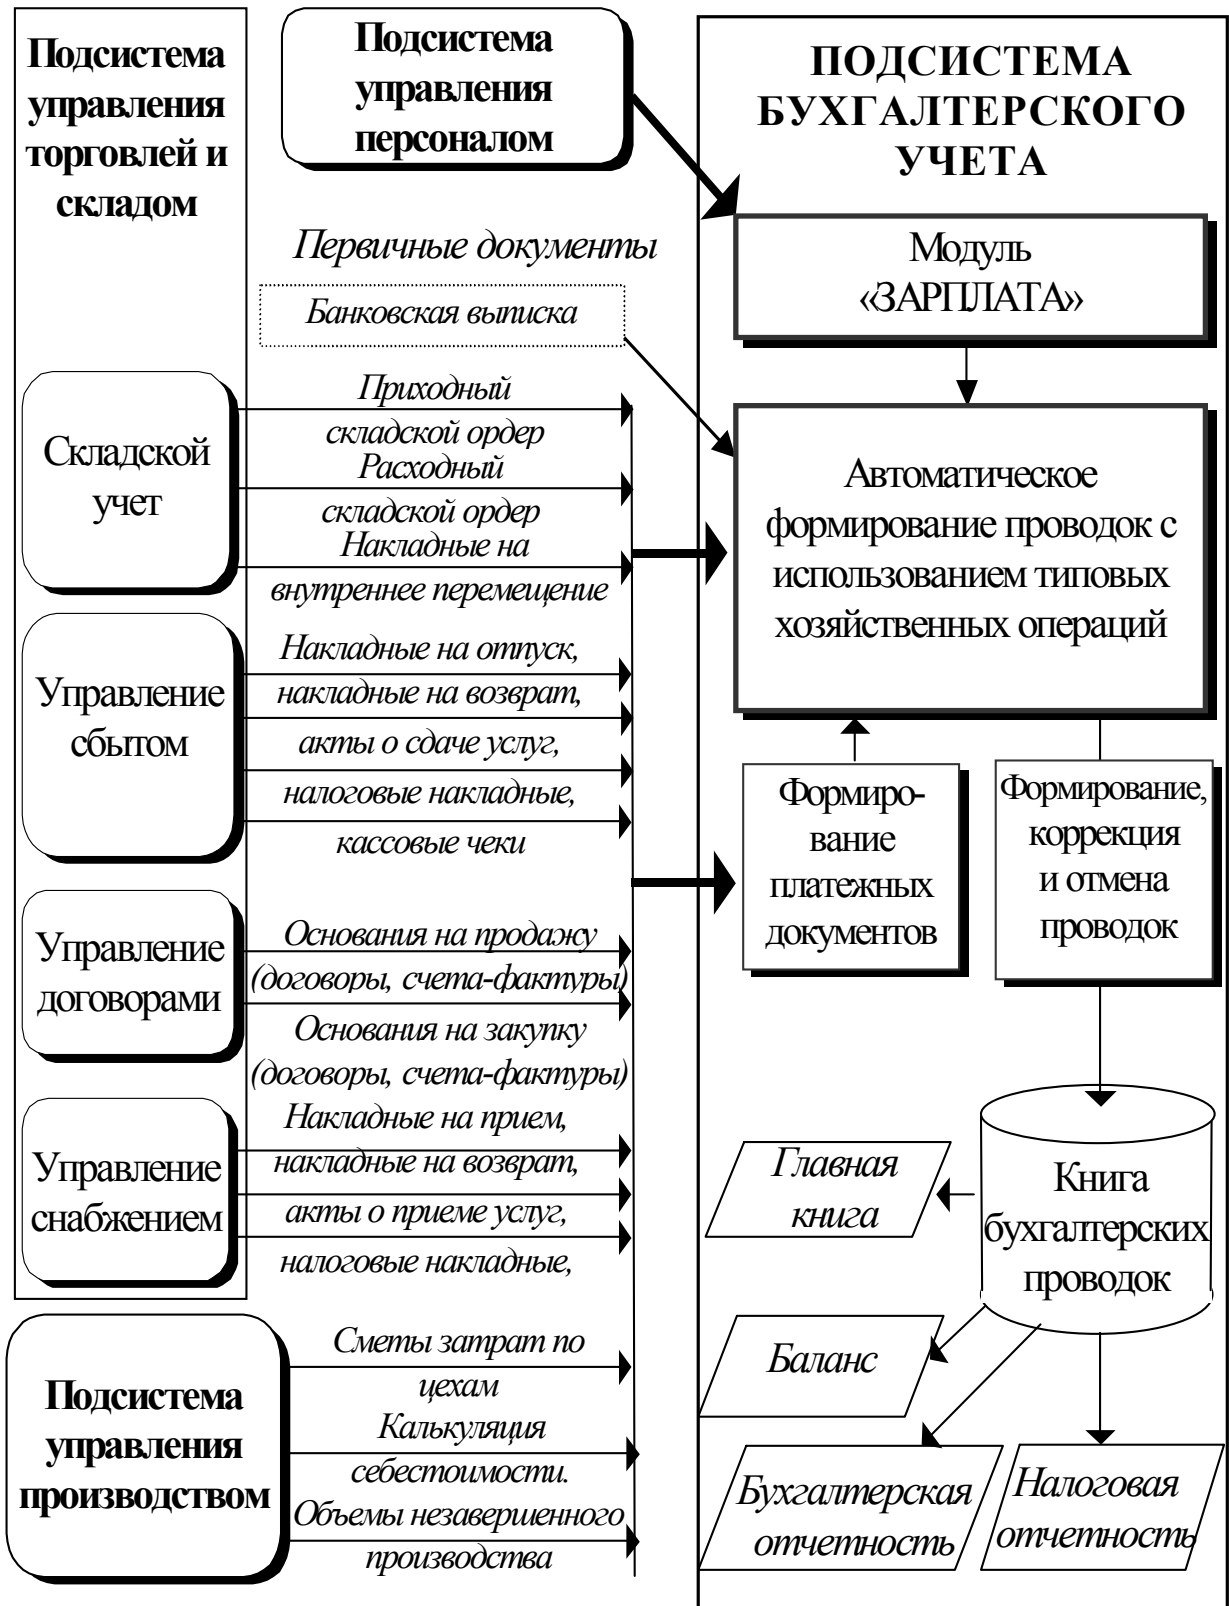 Подсистема
управления
торговлей и
складом
Подсистема
управления
персоналом
ПОДСИСТЕМА
БУХГАЛТЕРСКОГО
УЧЕТА
Первичные документы
Банковская выписка
Модуль
«ЗАРПЛАТА»
Складской
учет
Приходный
складской ордер
Расходный
складской ордер
Накладные на
внутреннее перемещение
Автоматическое
формирование проводок с
использованием типовых
хозяйственных операций
Управление
сбытом
Накладные на отпуск,
накладные на возврат,
акты о сдаче услуг,
налоговые накладные,
кассовые чеки
Формиро-
вание
платежных
документов
Формирование,
коррекция
и отмена
проводок
Управление
договорами
Основания на продажу
(договоры, счета-фактуры)
Основания на закупку
(договоры, счета-фактуры)
Управление
снабжением
Накладные на прием,
накладные на возврат,
акты о приеме услуг,
налоговые накладные,
Главная
книга
Книга
бухгалтерских
проводок
Подсистема
управления
производством
Сметы затрат по
цехам
Калькуляция
себестоимости.
Объемы незавершенного
производства
Баланс
Бухгалтерская
отчетность
Налоговая
отчетность